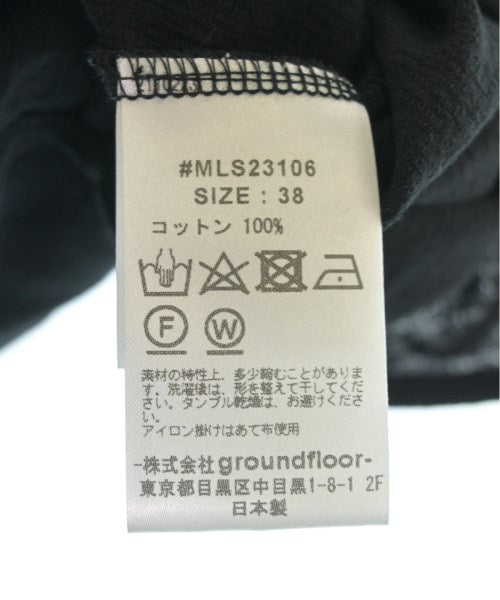 #MLS23106
SIZE : 38
コットン 100%
F W
素材の特性上、多少縮むことがありま
す。洗濯後は、形を整えて干してくだ
さい。タンブル乾燥は、お避けくださ
い。
アイロン掛けはあて布使用
-株式会社groundfloor-
東京都目黒区中目黒1-8-1 2F
日本製